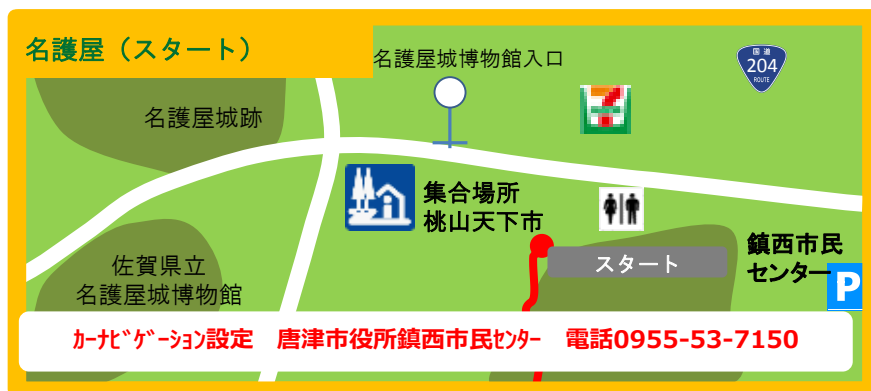 名護屋（スタート）
名護屋城博物館入口
国道
204
ROUTE
名護屋城跡
集合場所
桃山天下市
スタート
鎮西市民
センター
P
佐賀県立
名護屋城博物館
ｶｰﾅﾋﾞｹﾞｰｼｮﾝ設定　唐津市役所鎮西市民ｾﾝﾀｰ　電話0955-53-7150